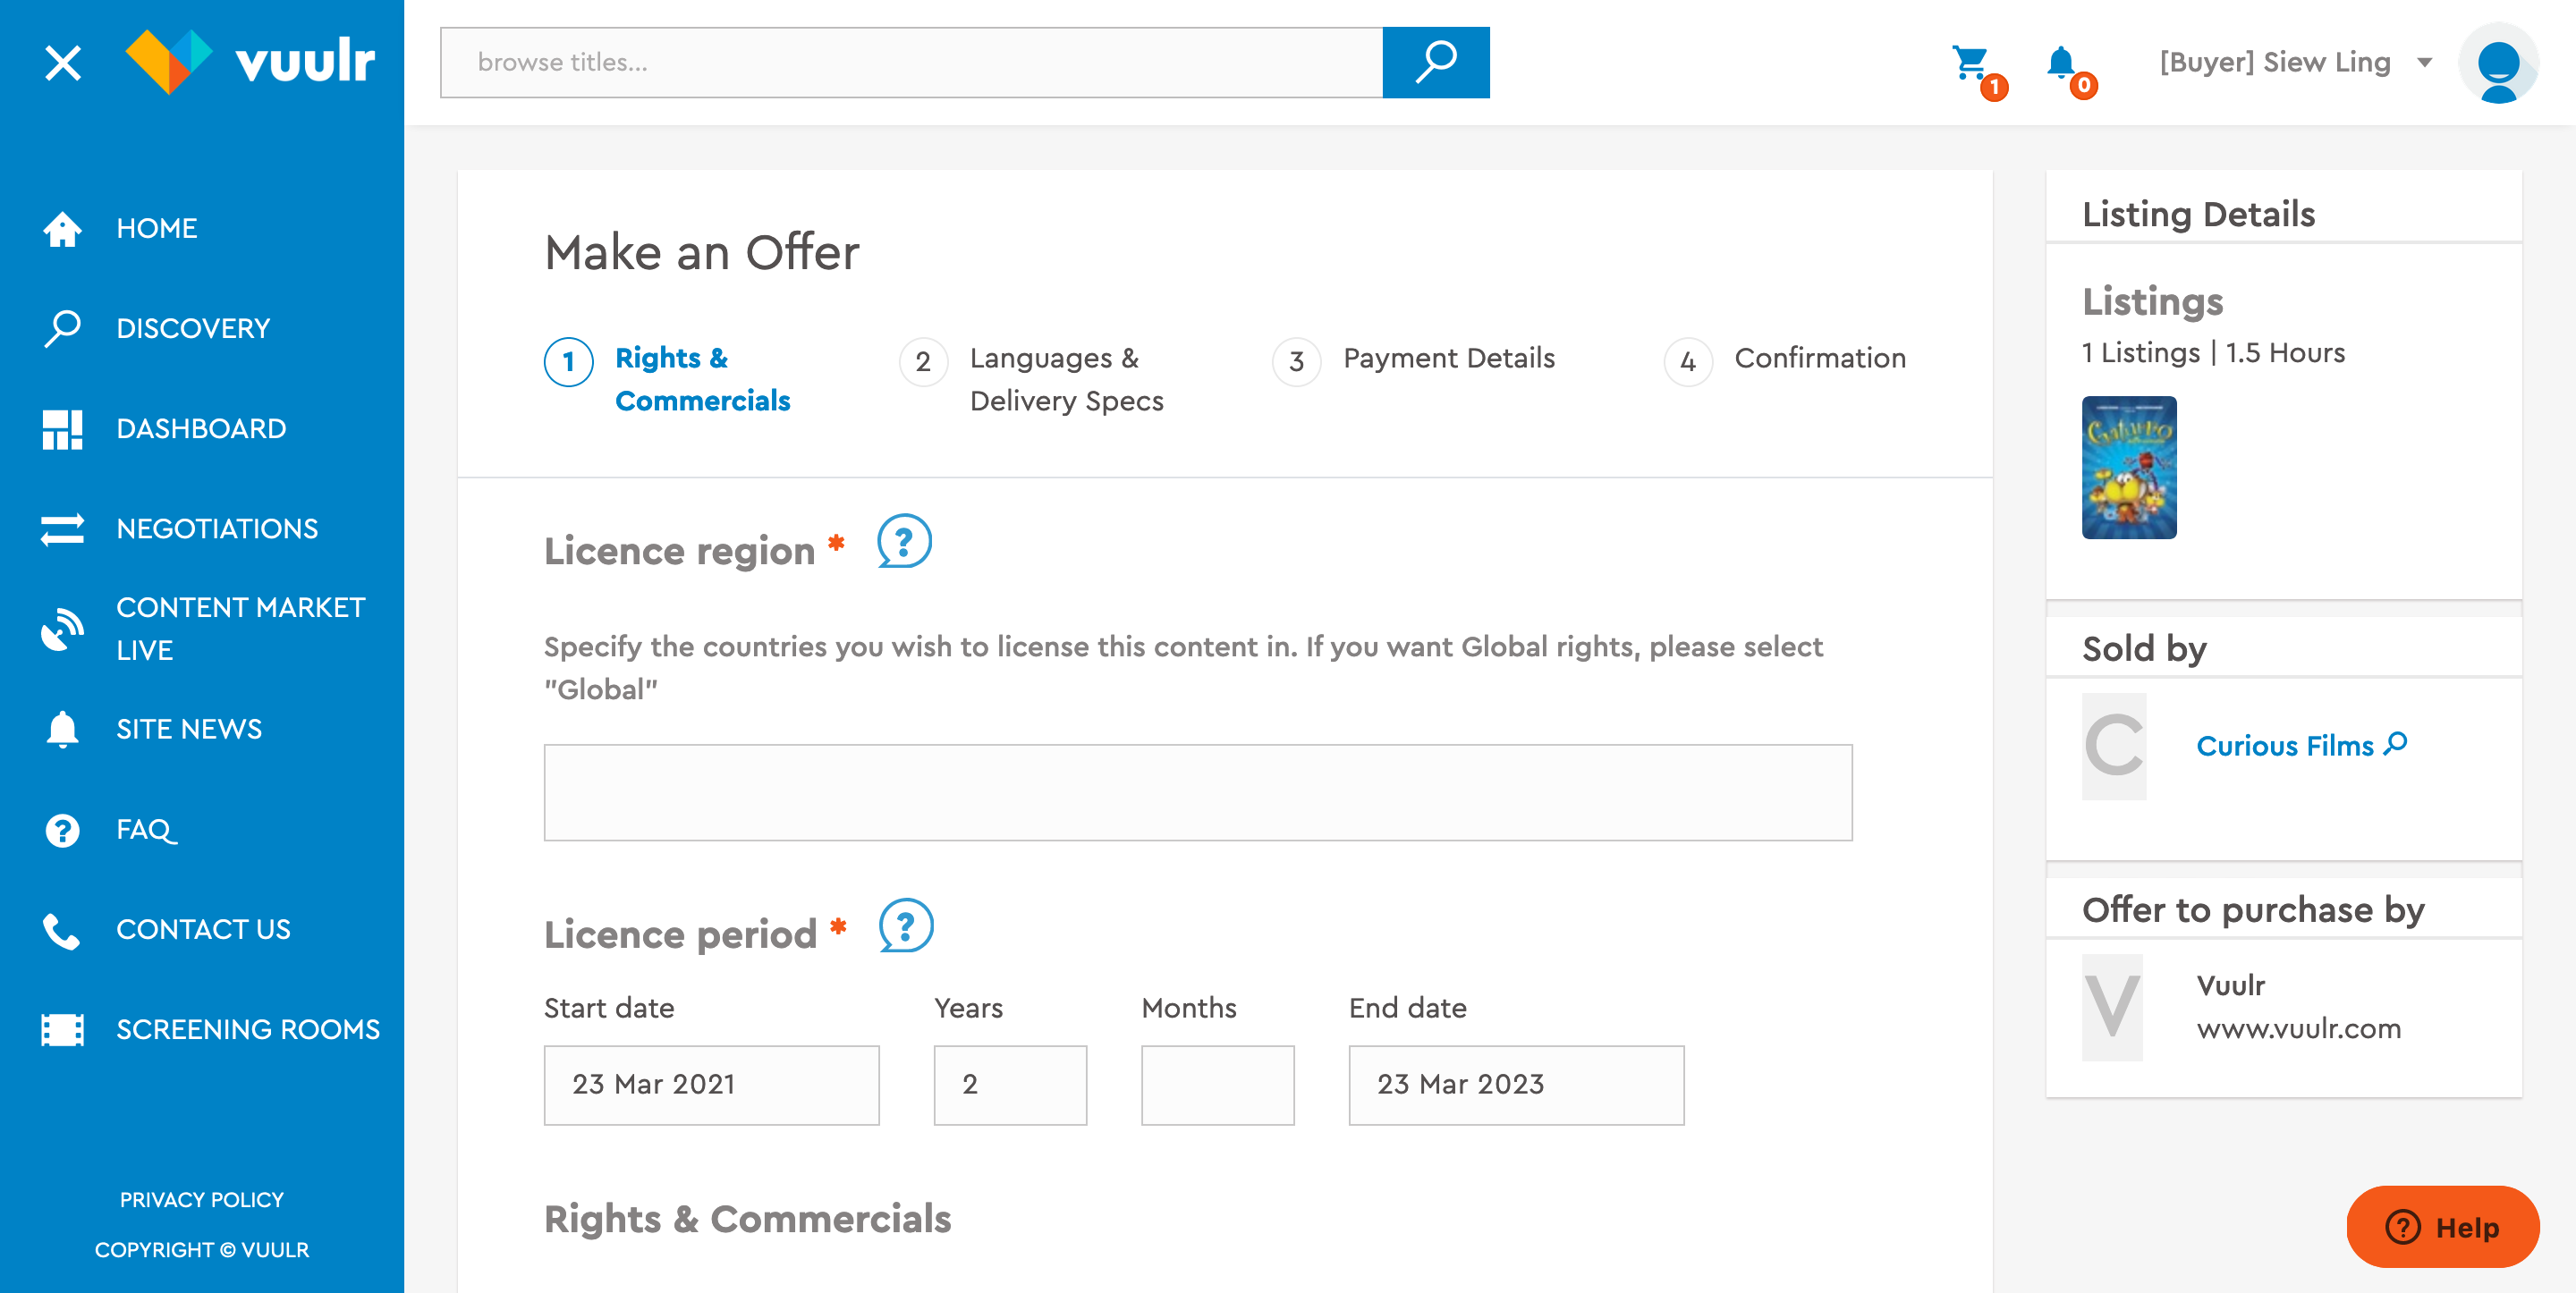 vuulr
browse titles...
1
0
[Buyer] Siew Ling
HOME
DISCOVERY
DASHBOARD
NEGOTIATIONS
CONTENT MARKET
LIVE
SITE NEWS
FAQ
CONTACT US
SCREENING ROOMS
PRIVACY POLICY
COPYRIGHT © VUULR
Make an Offer
1 Rights &
Commercials
2 Languages &
Delivery Specs
3 Payment Details
4 Confirmation
Licence region * ?
Specify the countries you wish to license this content in. If you want Global rights, please select
"Global"
Licence period * ?
Start date Years Months End date
23 Mar 2021 2 23 Mar 2023
Rights & Commercials
Listing Details
Listings
1 Listings | 1.5 Hours
Gaturro
Sold by
C
Curious Films
Offer to purchase by
V
Vuulr
www.vuulr.com
? Help